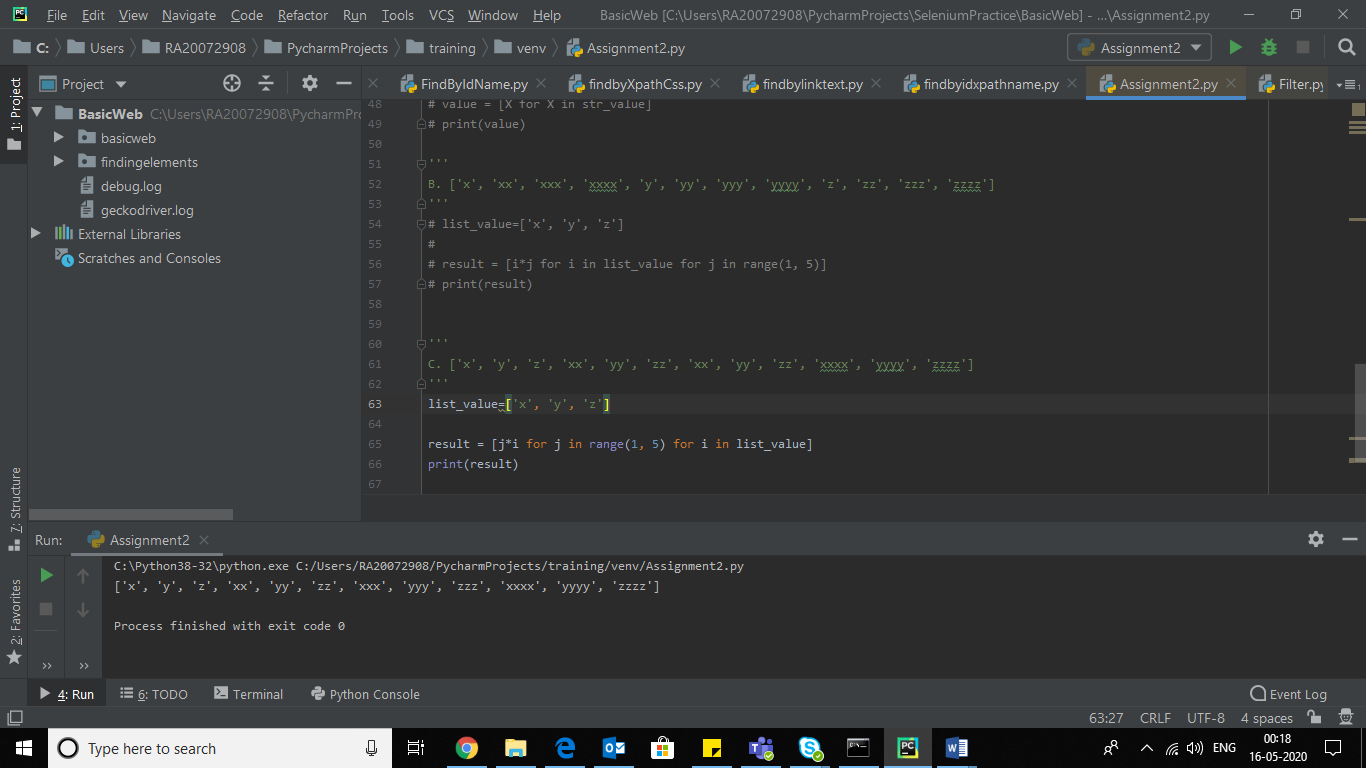 File Edit View Navigate Code Refactor Run Tools VCS Window Help BasicWeb [C:\Users\RA20072908\PycharmProjects\SeleniumPractice\BasicWeb] - ...\Assignment2.py
C: Users RA20072908 PycharmProjects training venv Assignment2.py Assignment2
Project FindByIdName.py findbyXpathCss.py findbylinktext.py findbyidxpathname.py Assignment2.py Filter.py
1: Project
BasicWeb C:\Users\RA20072908\PycharmPr
basicweb
findingelements
debug.log
geckodriver.log
External Libraries
Scratches and Consoles
48 # value = [X for X in str_value]
49 # print(value)
50
51 '''
52 B. ['x', 'xx', 'xxx', 'xxxx', 'y', 'yy', 'yyy', 'yyyy', 'z', 'zz', 'zzz', 'zzzz']
53 '''
54 # list_value=['x', 'y', 'z']
55 #
56 # result = [i*j for i in list_value for j in range(1, 5)]
57 # print(result)
58
59
60 '''
61 C. ['x', 'y', 'z', 'xx', 'yy', 'zz', 'xx', 'yy', 'zz', 'xxxx', 'yyyy', 'zzzz']
62 '''
63 list_value=['x', 'y', 'z']
64
65 result = [j*i for j in range(1, 5) for i in list_value]
66 print(result)
67
7: Structure
2: Favorites
Run: Assignment2
C:\Python38-32\python.exe C:/Users/RA20072908/PycharmProjects/training/venv/Assignment2.py
['x', 'y', 'z', 'xx', 'yy', 'zz', 'xxx', 'yyy', 'zzz', 'xxxx', 'yyyy', 'zzzz']
Process finished with exit code 0
4: Run 6: TODO Terminal Python Console Event Log
63:27 CRLF UTF-8 4 spaces
Type here to search
ENG 00:18
16-05-2020